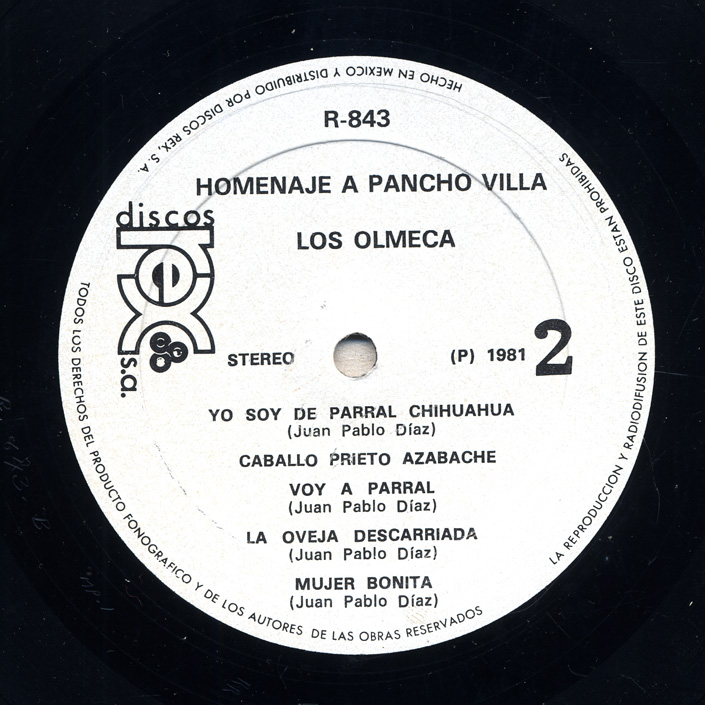 R-843
HOMENAJE A PANCHO VILLA
discos
rex
s.a.
LOS OLMECA
STEREO
(P) 1981
2
YO SOY DE PARRAL CHIHUAHUA
(Juan Pablo Díaz)
CABALLO PRIETO AZABACHE
VOY A PARRAL
(Juan Pablo Díaz)
LA OVEJA DESCARRIADA
(Juan Pablo Díaz)
MUJER BONITA
(Juan Pablo Díaz)
TODOS LOS DERECHOS DEL PRODUCTO FONOGRAFICO Y DE LOS AUTORES DE LAS OBRAS RESERVADOS
LA REPRODUCCION Y RADIODIFUSION DE ESTE DISCO ESTAN PROHIBIDAS
HECHO EN MEXICO Y DISTRIBUIDO POR DISCOS REX, S. A.